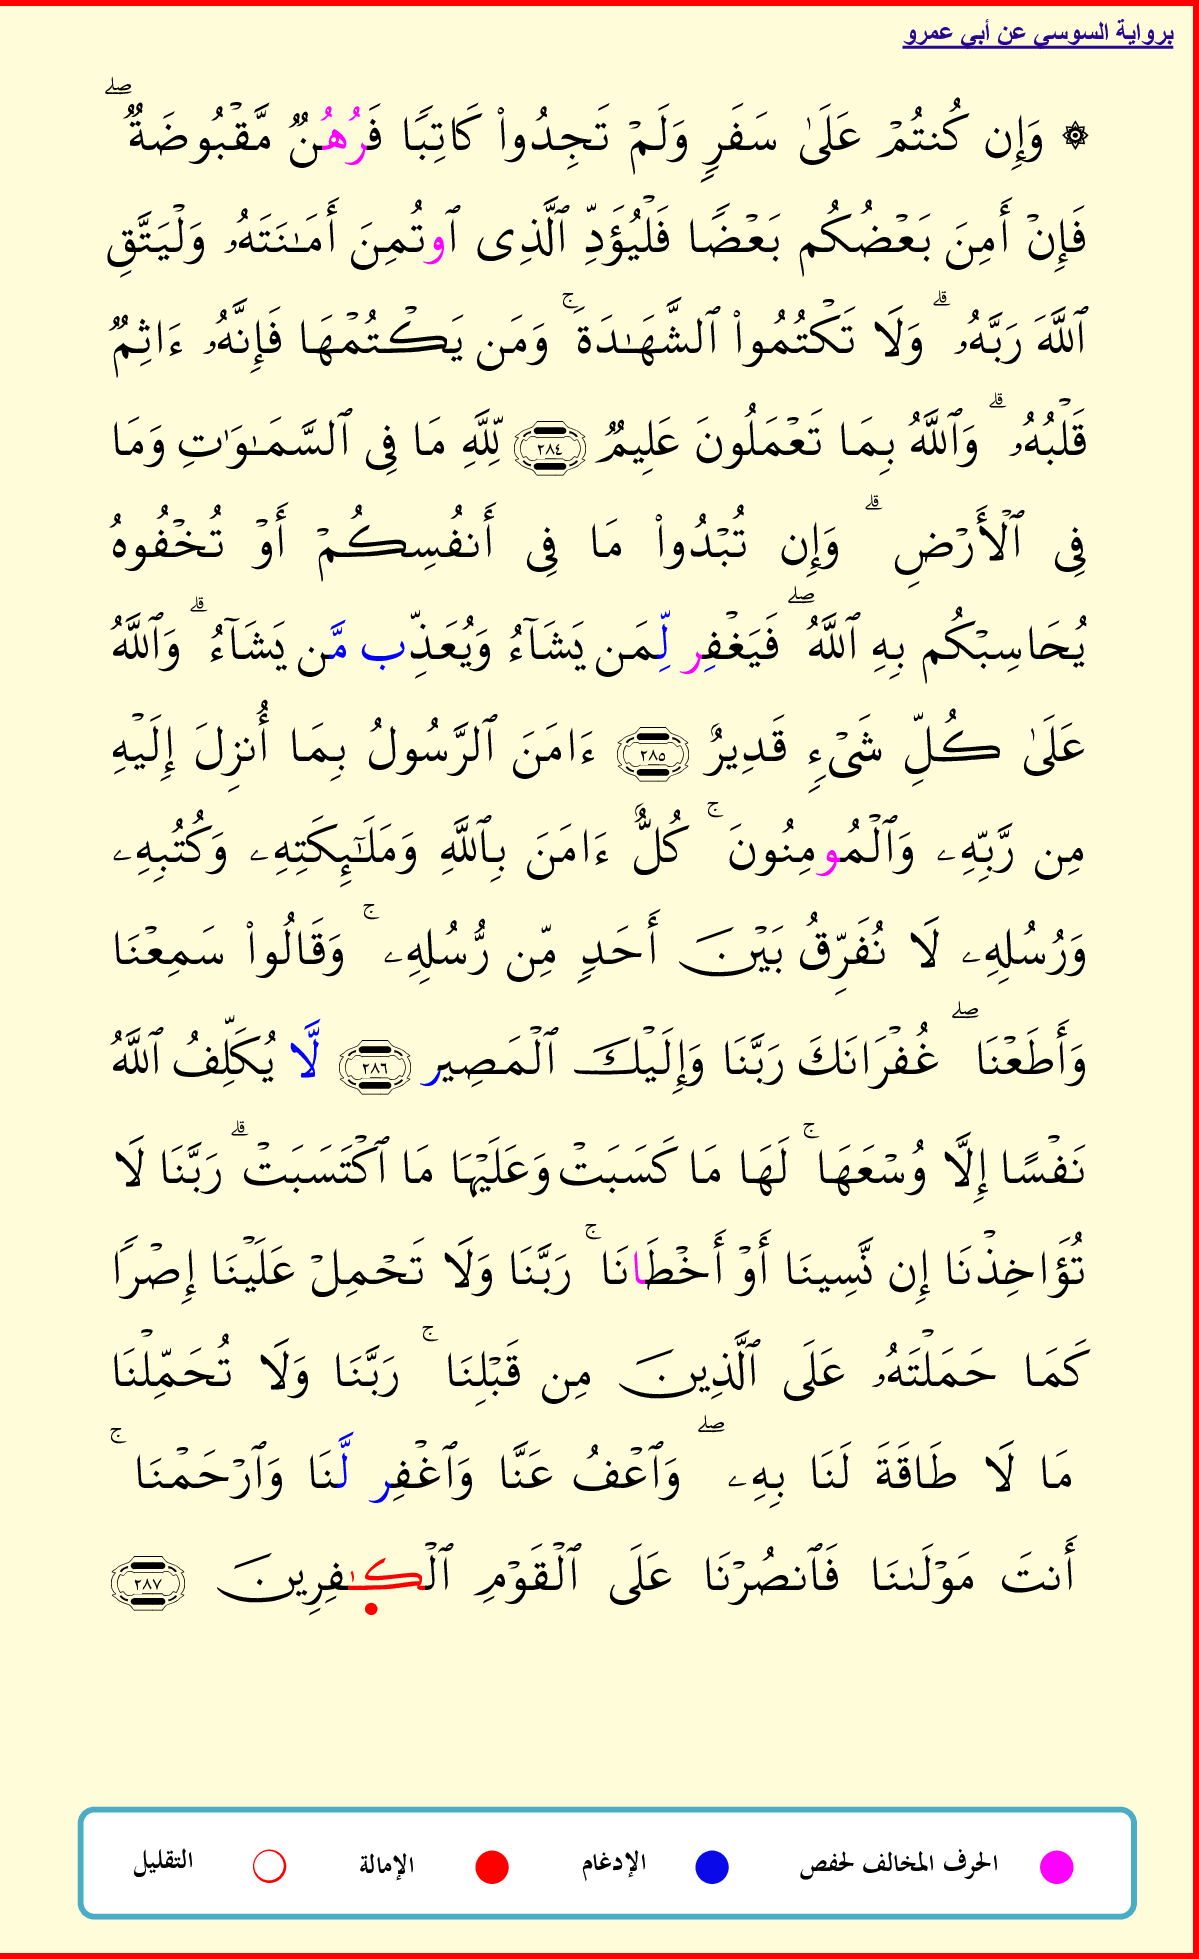 برواية السوسي عن أبي عمرو
۞ وَإِن كُنتُمۡ عَلَىٰ سَفَرٖ وَلَمۡ تَجِدُواْ كَاتِبٗا فَرُهُنٞ مَّقۡبُوضَةٞۖ
فَإِنۡ أَمِنَ بَعۡضُكُم بَعۡضٗا فَلۡيُؤَدِّ ٱلَّذِى ٱوتُمِنَ أَمَٰنَتَهُۥ وَلۡيَتَّقِ
ٱللَّهَ رَبَّهُۥۗ وَلَا تَكۡتُمُواْ ٱلشَّهَٰدَةَۚ وَمَن يَكۡتُمۡهَا فَإِنَّهُۥ ءَاثِمٞ
قَلۡبُهُۥۗ وَٱللَّهُ بِمَا تَعۡمَلُونَ عَلِيمٞ ٢٨٤ لِّلَّهِ مَا فِى ٱلسَّمَٰوَٰتِ وَمَا
فِى ٱلۡأَرۡضِۗ وَإِن تُبۡدُواْ مَا فِى أَنفُسِكُمۡ أَوۡ تُخۡفُوهُ
يُحَاسِبۡكُم بِهِ ٱللَّهُۖ فَيَغۡفِر لِّمَن يَشَآءُ وَيُعَذِّب مَّن يَشَآءُۗ وَٱللَّهُ
عَلَىٰ كُلِّ شَىۡءٖ قَدِيرٌ ٢٨٥ ءَامَنَ ٱلرَّسُولُ بِمَا أُنزِلَ إِلَيۡهِ
مِن رَّبِّهِۦ وَٱلۡمُومِنُونَۚ كُلٌّ ءَامَنَ بِٱللَّهِ وَمَلَٰٓئِكَتِهِۦ وَكُتُبِهِۦ
وَرُسُلِهِۦ لَا نُفَرِّقُ بَيۡنَ أَحَدٖ مِّن رُّسُلِهِۦۚ وَقَالُواْ سَمِعۡنَا
وَأَطَعۡنَاۖ غُفۡرَانَكَ رَبَّنَا وَإِلَيۡكَ ٱلۡمَصِير ٢٨٦ لَّا يُكَلِّفُ ٱللَّهُ
نَفۡسًا إِلَّا وُسۡعَهَاۚ لَهَا مَا كَسَبَتۡ وَعَلَيۡهَا مَا ٱكۡتَسَبَتۡۗ رَبَّنَا لَا
تُؤَاخِذۡنَا إِن نَّسِينَا أَوۡ أَخۡطَانَاۚ رَبَّنَا وَلَا تَحۡمِلۡ عَلَيۡنَا إِصۡرٗا
كَمَا حَمَلۡتَهُۥ عَلَى ٱلَّذِينَ مِن قَبۡلِنَاۚ رَبَّنَا وَلَا تُحَمِّلۡنَا
مَا لَا طَاقَةَ لَنَا بِهِۦۖ وَٱعۡفُ عَنَّا وَٱغۡفِر لَّنَا وَٱرۡحَمۡنَاۚ
أَنتَ مَوۡلَىٰنَا فَٱنصُرۡنَا عَلَى ٱلۡقَوۡمِ ٱلۡكَٰفِرِينَ ٢٨٧
الحرف المخالف لحفص الإدغام الإمالة التقليل